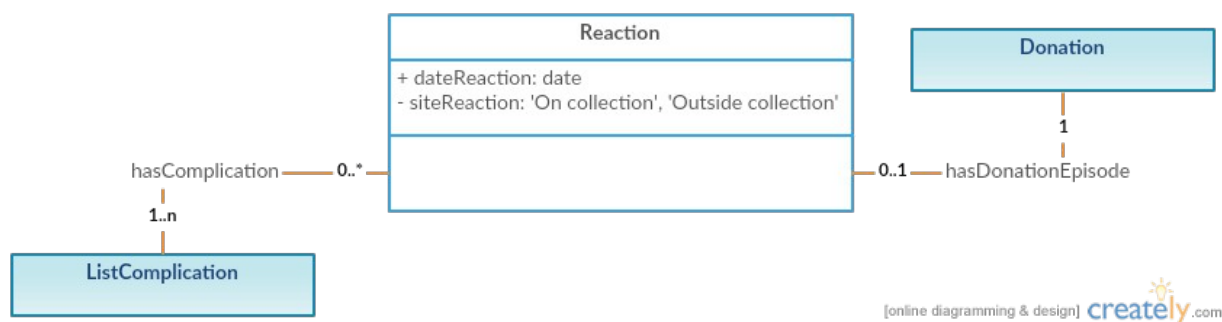 Reaction
+ dateReaction: date
- siteReaction: 'On collection', 'Outside collection'
Donation
1
hasComplication
0..*
0..1
hasDonationEpisode
1..n
ListComplication
[online diagramming & design] creately.com